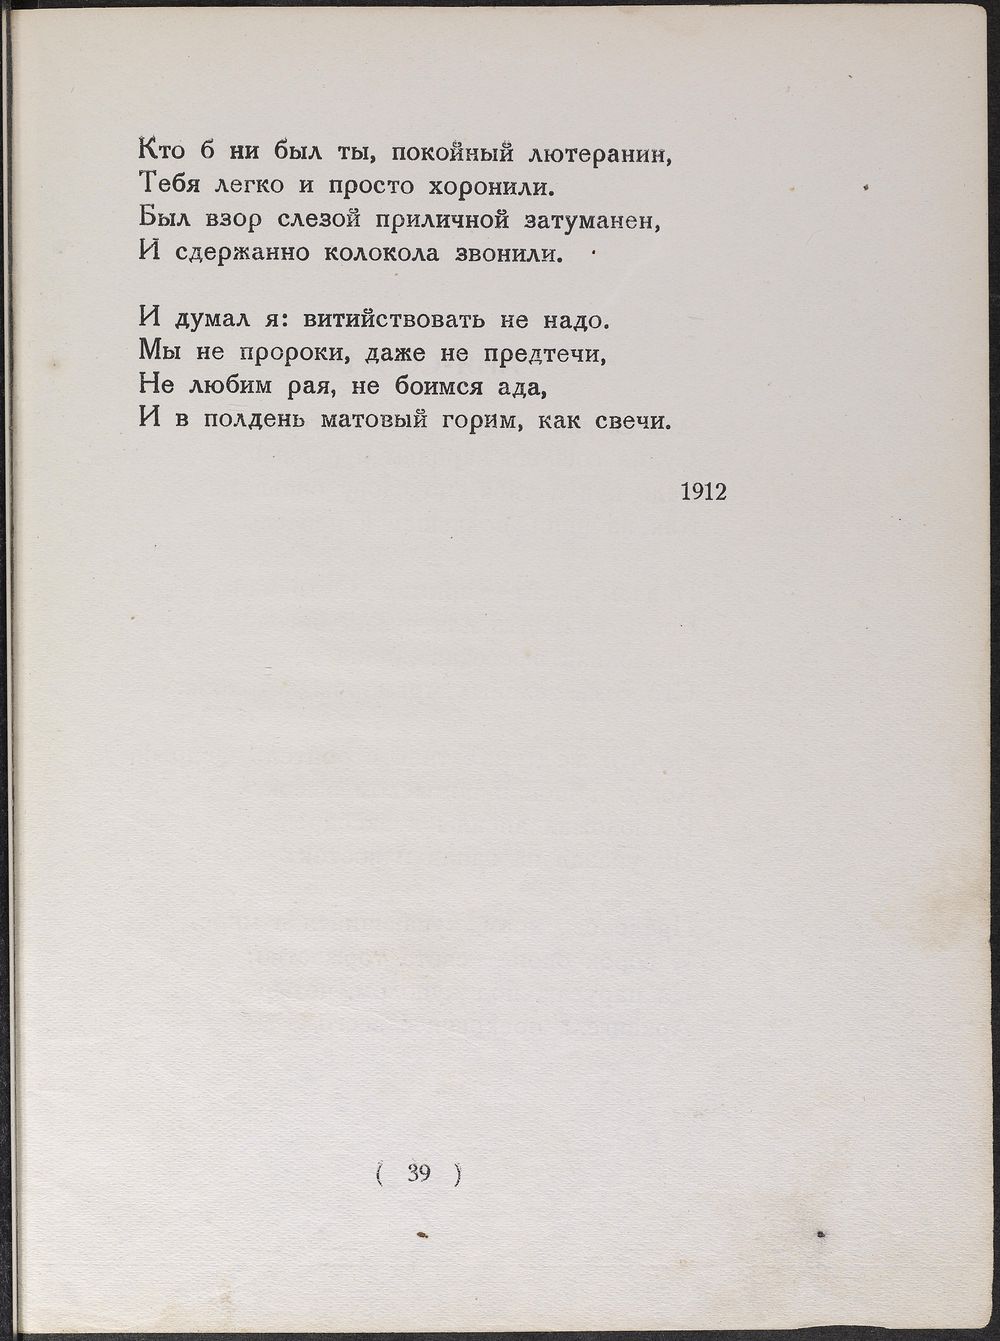 Кто б ни был ты, покойный лютеранин,
Тебя легко и просто хоронили.
Был взор слезой приличной затуманен,
И сдержанно колокола звонили.

И думал я: витийствовать не надо.
Мы не пророки, даже не предтечи,
Не любим рая, не боимся ада,
И в полдень матовый горим, как свечи.

1912

( 39 )